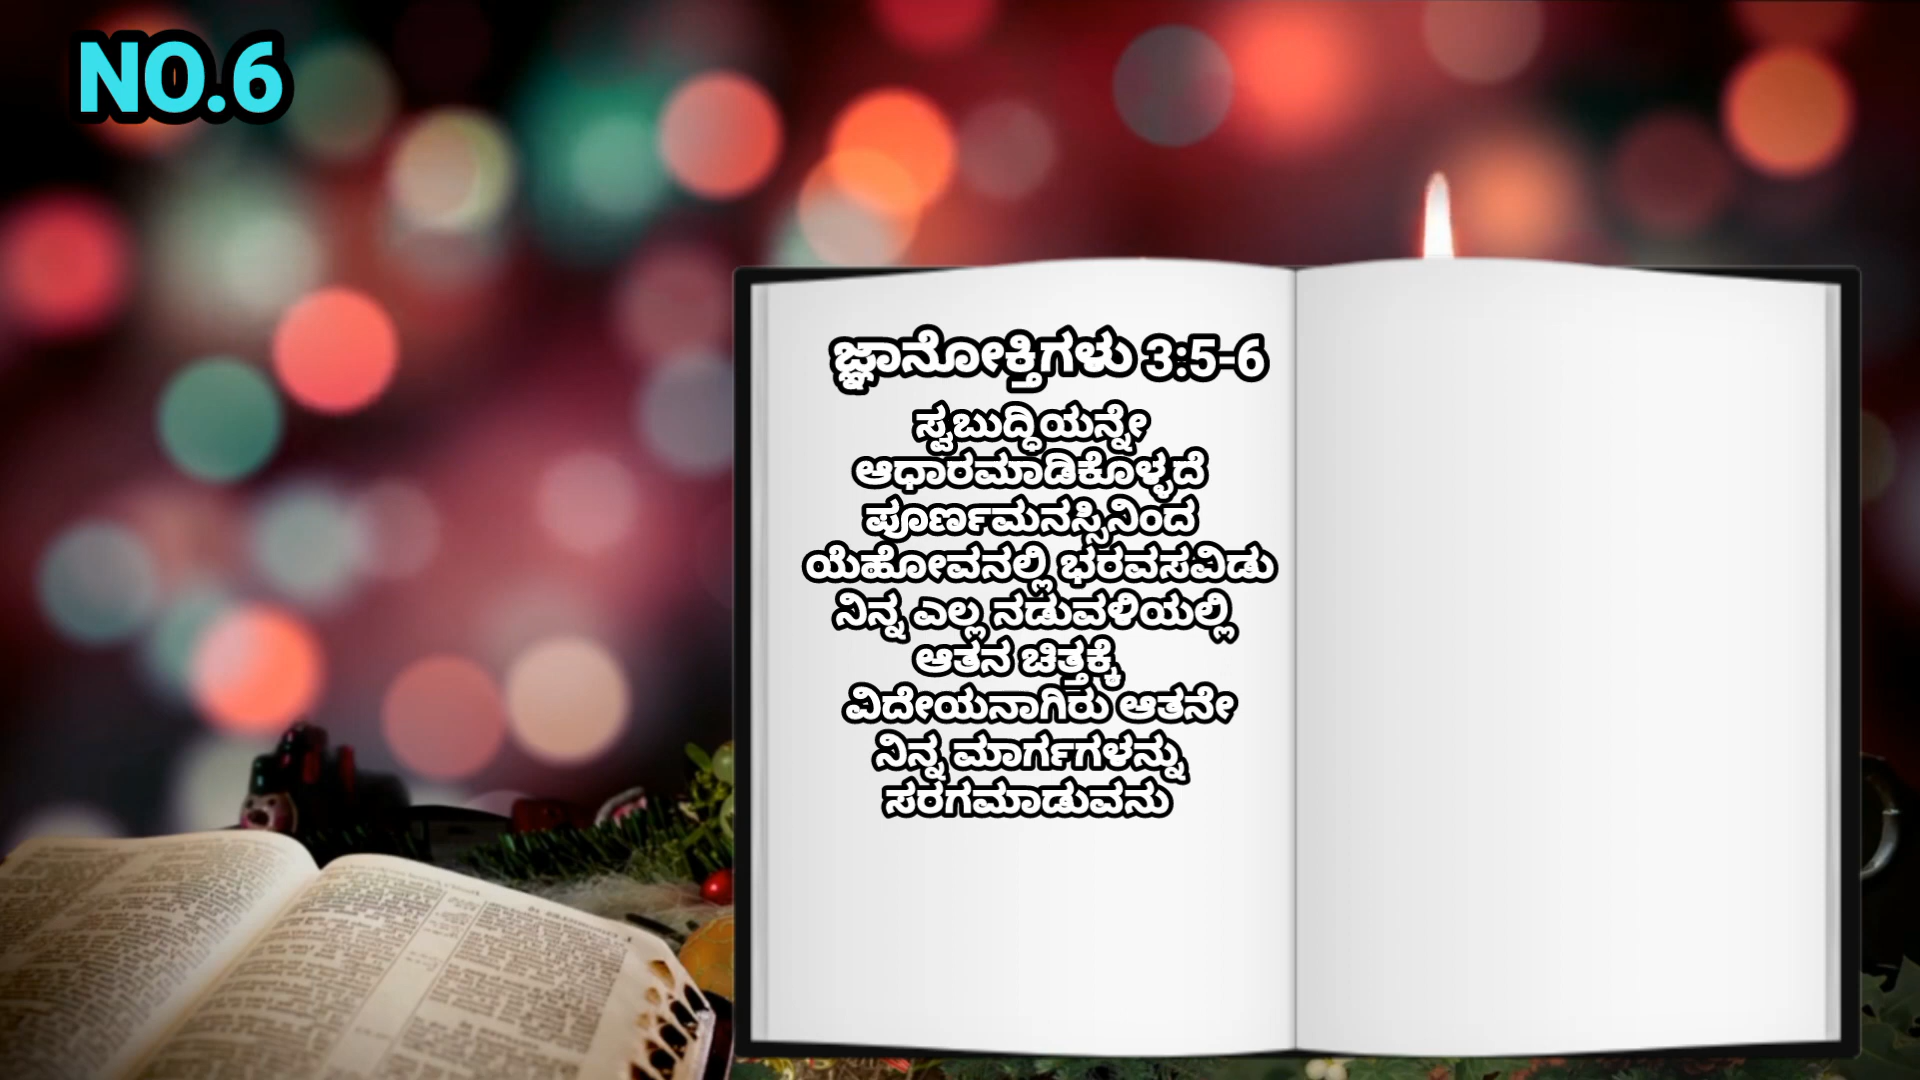 NO.6
ಜ್ಞಾನೋಕ್ತಿಗಳು 3:5-6
ಸ್ವಬುದ್ಧಿಯನ್ನೇ
ಆಧಾರಮಾಡಿಕೊಳ್ಳದೆ
ಪೂರ್ಣಮನಸ್ಸಿನಿಂದ
ಯೆಹೋವನಲ್ಲಿ ಭರವಸವಿಡು
ನಿನ್ನ ಎಲ್ಲ ನಡುವಳಿಯಲ್ಲಿ
ಆತನ ಚಿತ್ತಕ್ಕೆ
ವಿದೇಯನಾಗಿರು ಆತನೇ
ನಿನ್ನ ಮಾರ್ಗಗಳನ್ನು
ಸರಗಮಾಡುವನು